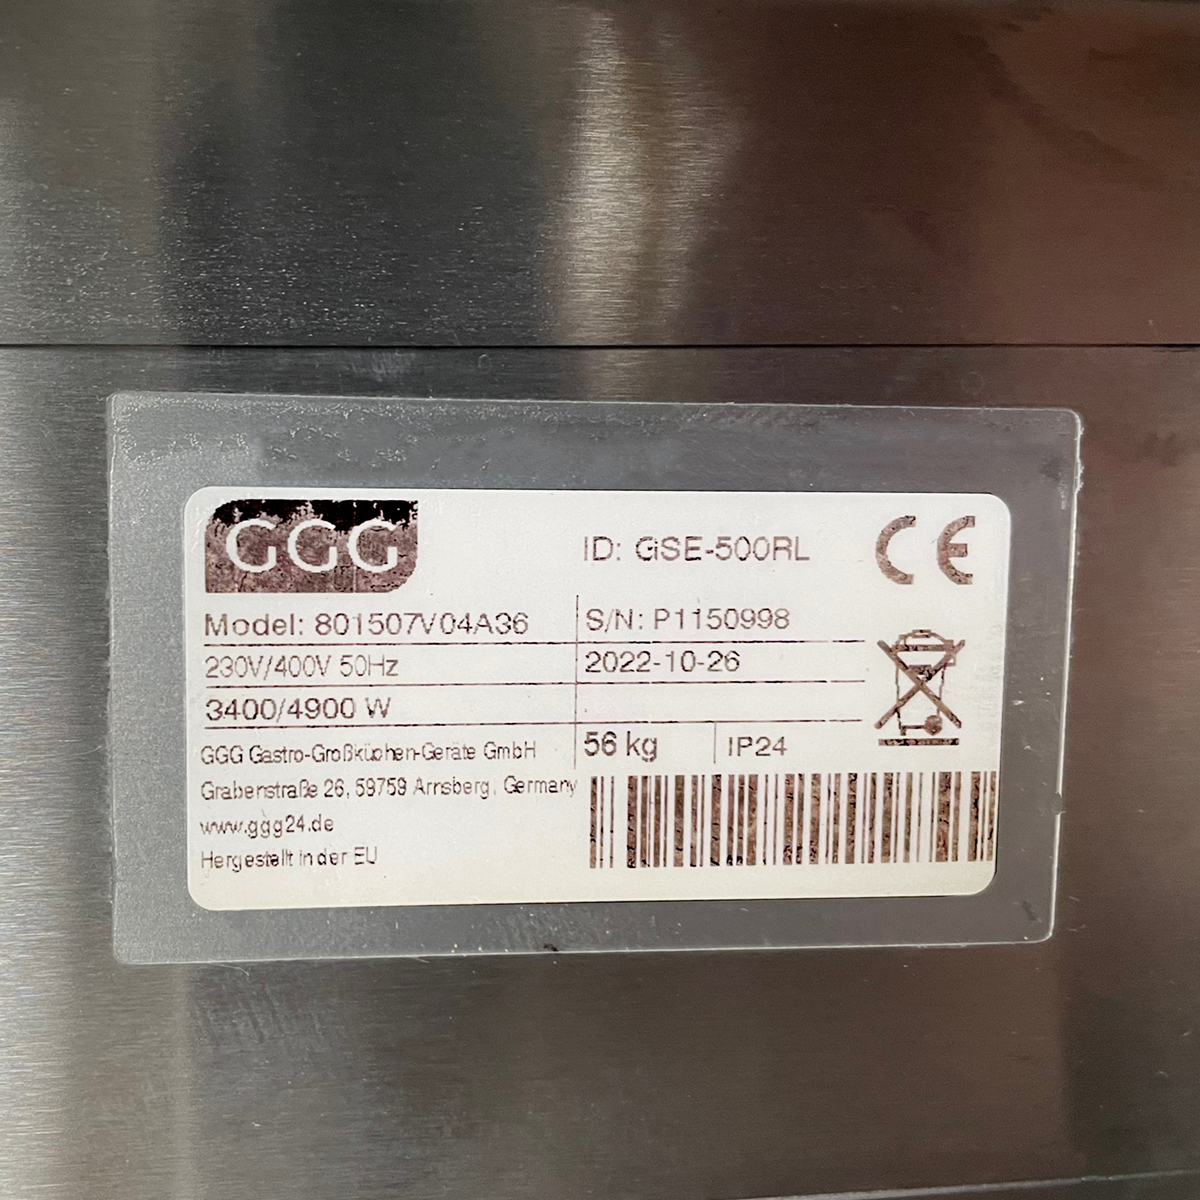 GGG
ID: GiSE-500RL
CE
Model: 801507V04A36
S/N: P1150998
230V/400V 50Hz
2022-10-26
3400/4900 W
GGG Gastro-Großküchen-Geräte GmbH
56 kg
IP24
Grabenstraße 26, 59759 Arnsberg, Germany
www.ggg24.de
Hergestellt in der EU